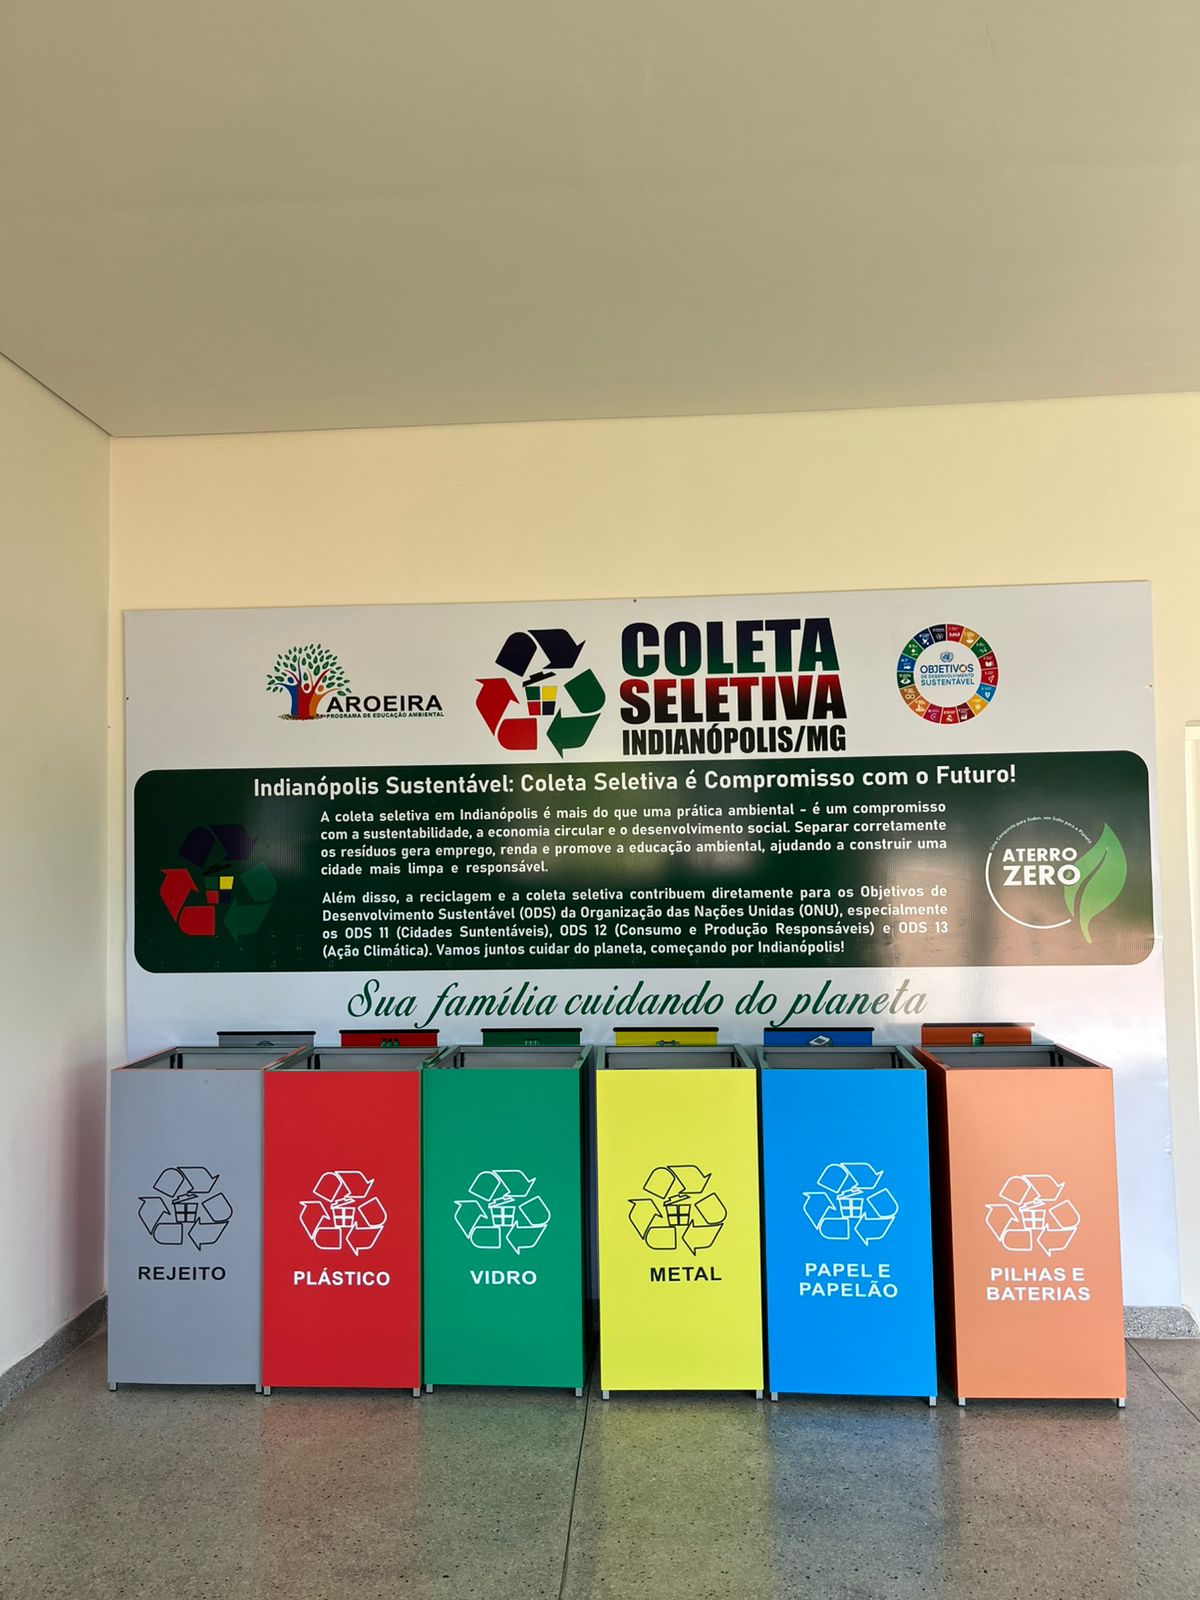 AROEIRA
PROGRAMA DE EDUCAÇÃO AMBIENTAL
COLETA
SELETIVA
INDIANÓPOLIS/MG
OBJETIVOS
DE DESENVOLVIMENTO
SUSTENTÁVEL
Indianópolis Sustentável: Coleta Seletiva é Compromisso com o Futuro!
A coleta seletiva em Indianópolis é mais do que uma prática ambiental - é um compromisso
com a sustentabilidade, a economia circular e o desenvolvimento social. Separar corretamente
os resíduos gera emprego, renda e promove a educação ambiental, ajudando a construir uma
cidade mais limpa e responsável.
Além disso, a reciclagem e a coleta seletiva contribuem diretamente para os Objetivos de
Desenvolvimento Sustentável (ODS) da Organização das Nações Unidas (ONU), especialmente
os ODS 11 (Cidades Suntentáveis), ODS 12 (Consumo e Produção Responsáveis) e ODS 13
(Ação Climática). Vamos juntos cuidar do planeta, começando por Indianópolis!
ATERRO
ZERO
Sua família cuidando do planeta
REJEITO
PLÁSTICO
VIDRO
METAL
PAPEL E
PAPELÃO
PILHAS E
BATERIAS